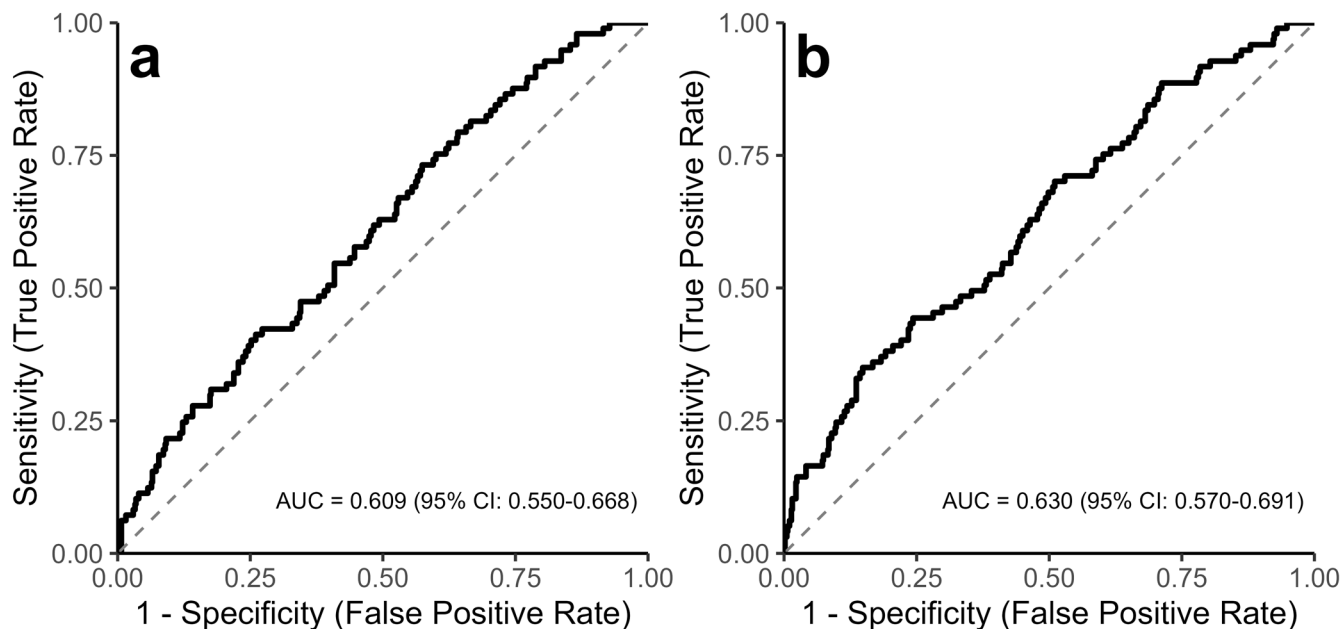 a
Sensitivity (True Positive Rate)
1.00
0.75
0.50
0.25
0.00
AUC = 0.609 (95% CI: 0.550-0.668)
0.00 0.25 0.50 0.75 1.00
1 - Specificity (False Positive Rate)
b
Sensitivity (True Positive Rate)
1.00
0.75
0.50
0.25
0.00
AUC = 0.630 (95% CI: 0.570-0.691)
0.00 0.25 0.50 0.75 1.00
1 - Specificity (False Positive Rate)